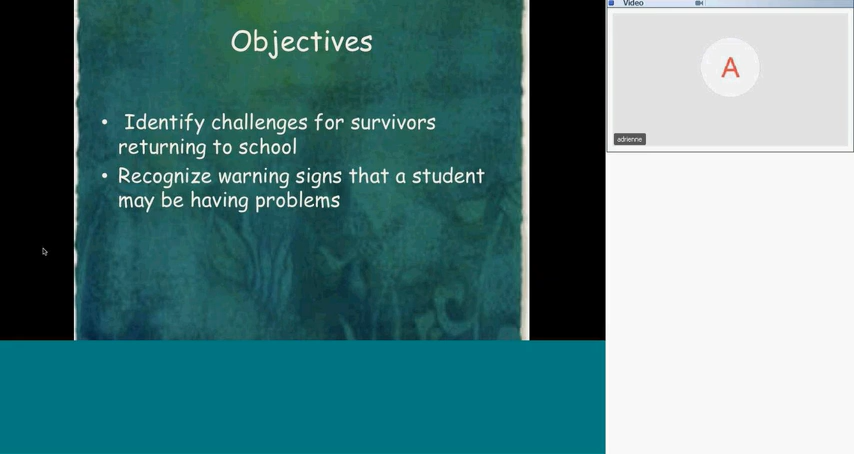 Objectives
• Identify challenges for survivors
returning to school
• Recognize warning signs that a student
may be having problems
Video
A
adrienne